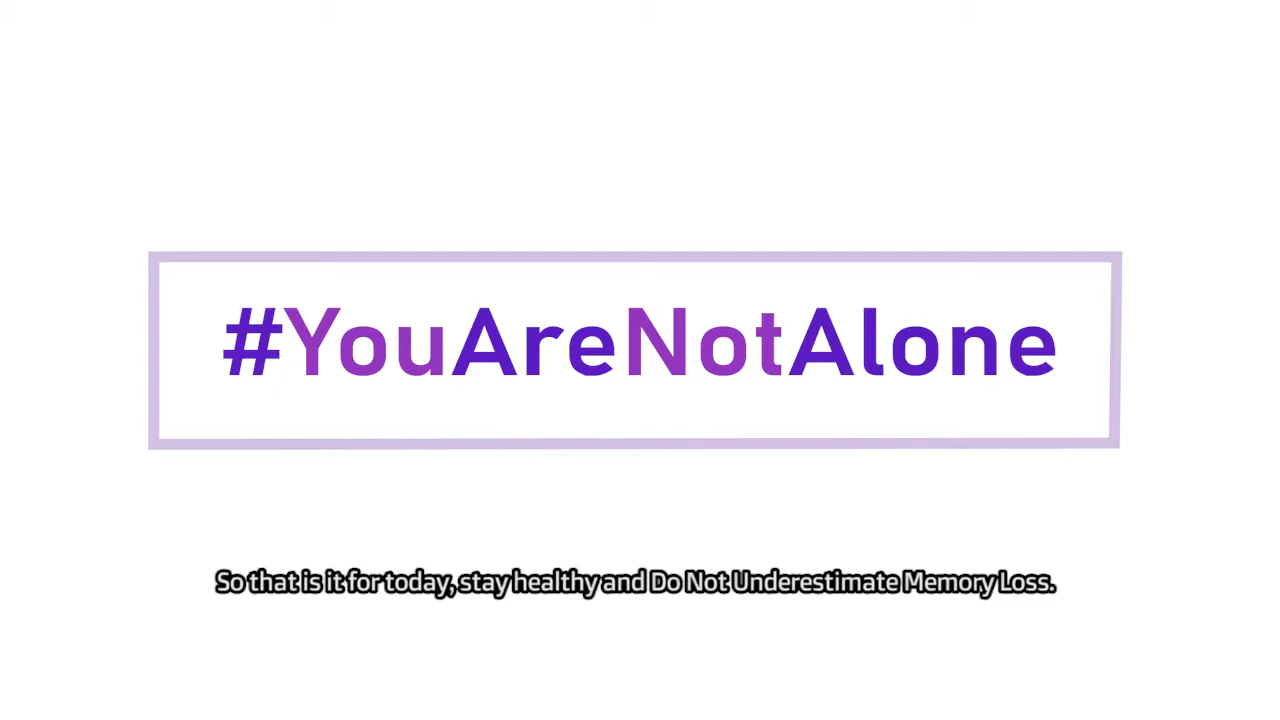 #YouAreNotAlone
So that is it for today, stay healthy and Do Not Underestimate Memory Loss.